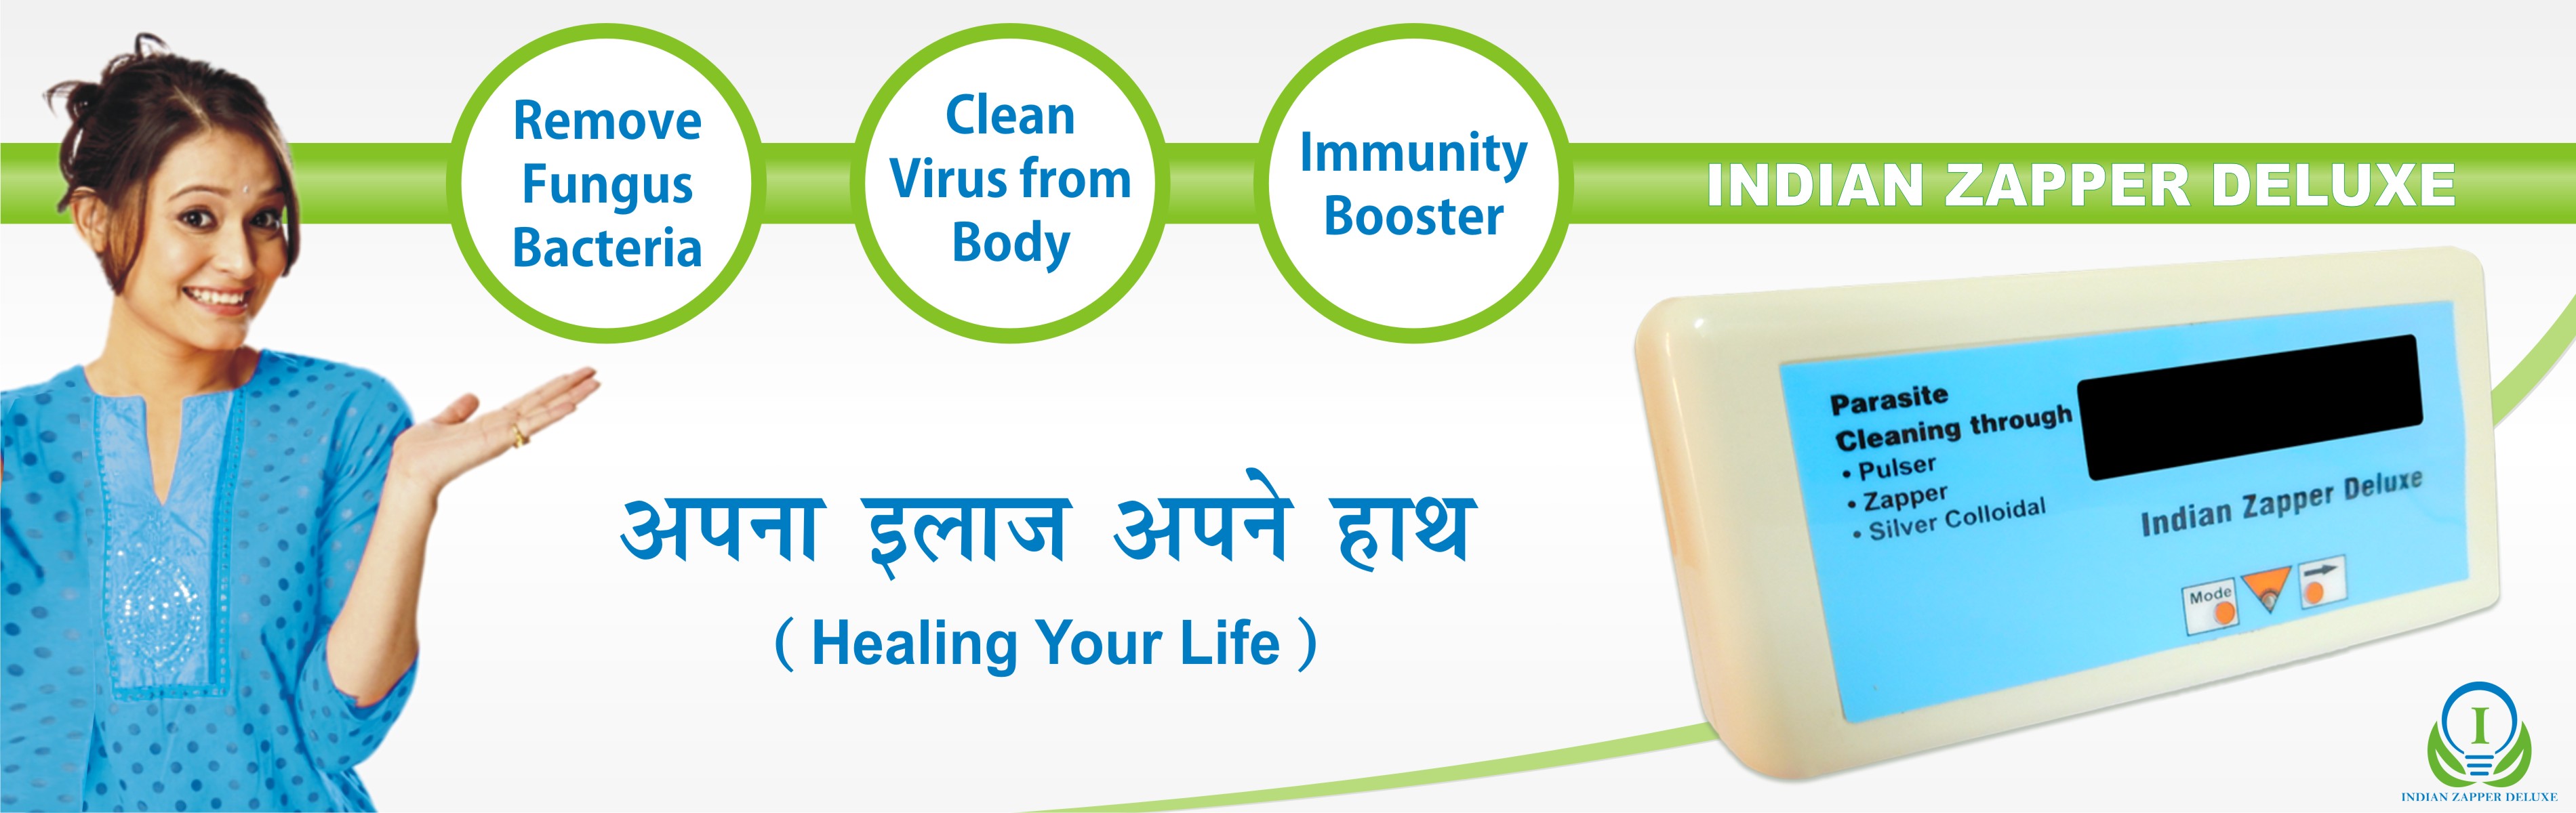 Remove
Fungus
Bacteria
Clean
Virus from
Body
Immunity
Booster
INDIAN ZAPPER DELUXE
अपना इलाज अपने हाथ
( Healing Your Life )
Parasite
Cleaning through
• Pulser
• Zapper
• Silver Colloidal
Indian Zapper Deluxe
Mode
I
INDIAN ZAPPER DELUXE